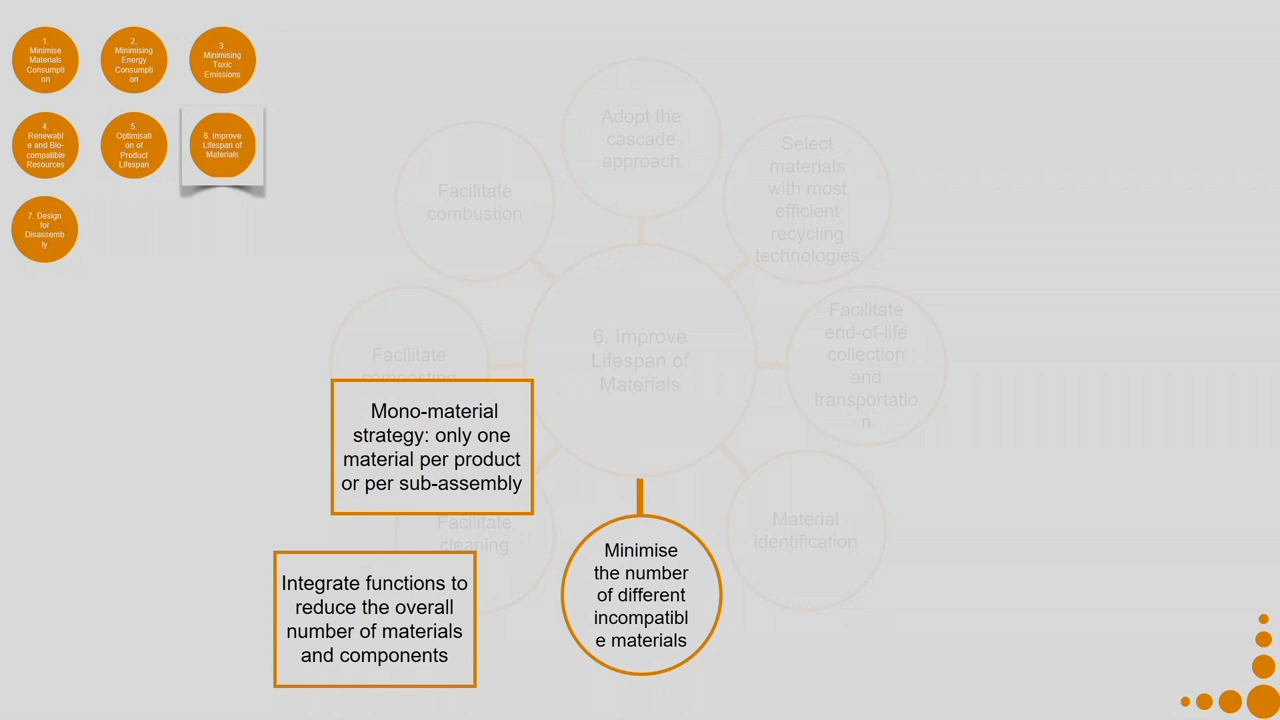 1.
Minimise
Materials
Consumpti
on
2.
Minimising
Energy
Consumpti
on
3.
Minimising
Toxic
Emissions
4.
Renewabl
e and Bio-
compatible
Resources
5.
Optimisati
on of
Product
Lifespan
6. Improve
Lifespan of
Materials
7. Design
for
Disassemb
ly
Adopt the
cascade
approach
Select
materials
with most
efficient
recycling
technologies
Facilitate
combustion
Facilitate
end-of-life
collection
and
transportatio
n
6. Improve
Lifespan of
Materials
Facilitate
composting
Mono-material
strategy: only one
material per product
or per sub-assembly
Material
identification
Facilitate
cleaning
Minimise
the number
of different
incompatibl
e materials
Integrate functions to
reduce the overall
number of materials
and components